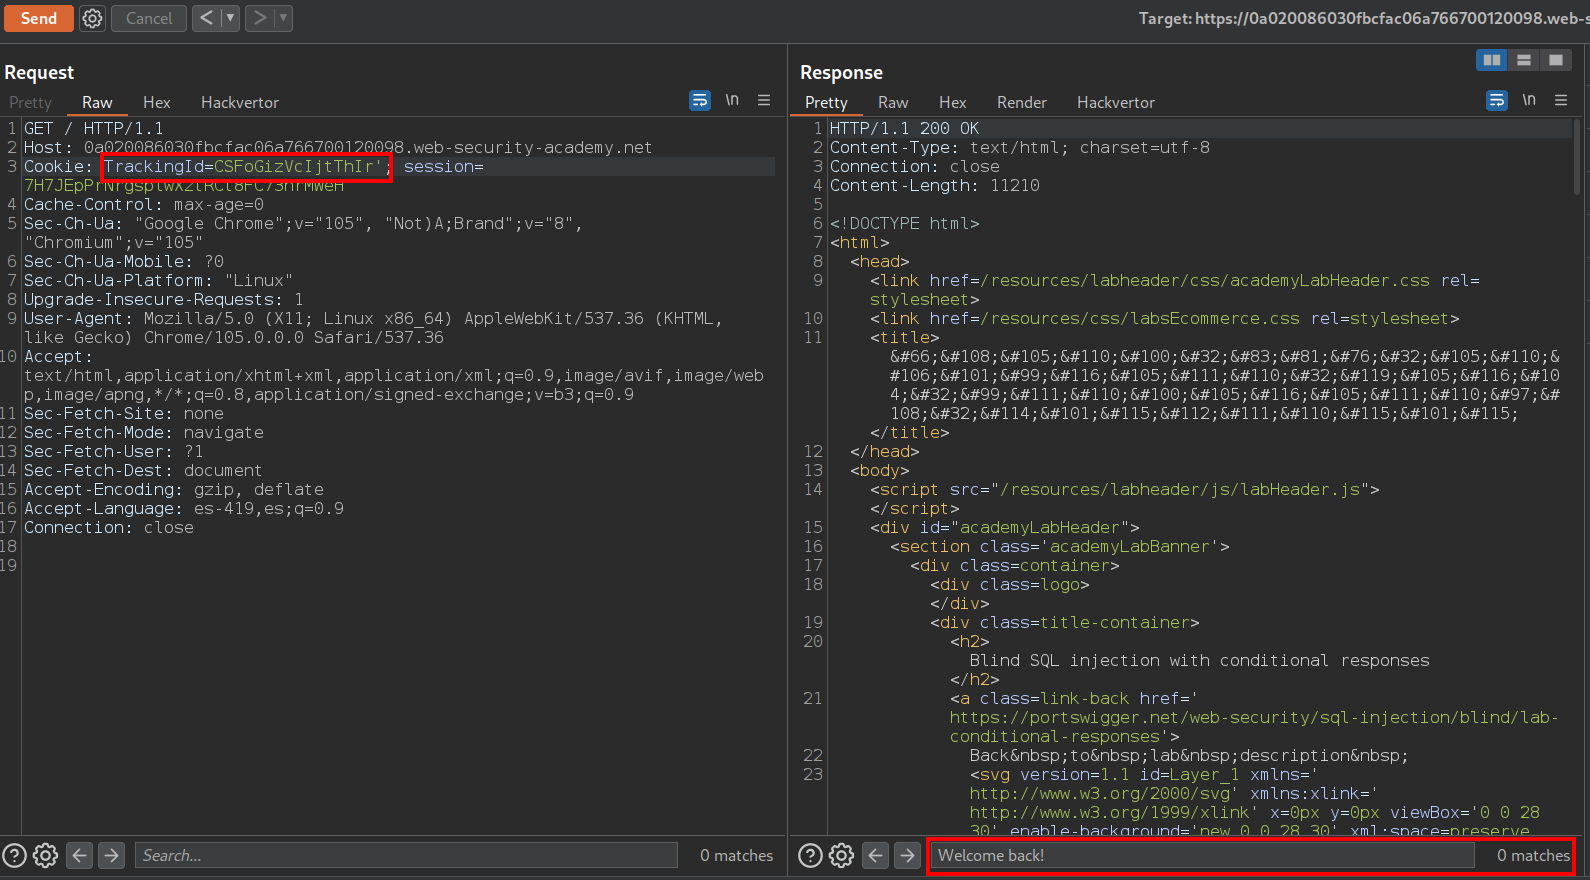 Send Cancel < ▼ > ▼ Target: https://0a020086030fbcfac06a766700120098.web-s
Request
Pretty Raw Hex Hackvertor \n ≡
1 GET / HTTP/1.1
2 Host: 0a020086030fbcfac06a766700120098.web-security-academy.net
3 Cookie: TrackingId=CSFoGizVcIjtThIr'; session=
4 Cache-Control: max-age=0
5 Sec-Ch-Ua: "Google Chrome";v="105", "Not)A;Brand";v="8",
"Chromium";v="105"
6 Sec-Ch-Ua-Mobile: ?0
7 Sec-Ch-Ua-Platform: "Linux"
8 Upgrade-Insecure-Requests: 1
9 User-Agent: Mozilla/5.0 (X11; Linux x86_64) AppleWebKit/537.36 (KHTML,
like Gecko) Chrome/105.0.0.0 Safari/537.36
10 Accept:
text/html,application/xhtml+xml,application/xml;q=0.9,image/avif,image/web
p,image/apng,*/*;q=0.8,application/signed-exchange;v=b3;q=0.9
11 Sec-Fetch-Site: none
12 Sec-Fetch-Mode: navigate
13 Sec-Fetch-User: ?1
14 Sec-Fetch-Dest: document
15 Accept-Encoding: gzip, deflate
16 Accept-Language: es-419,es;q=0.9
17 Connection: close
18
19
Search... 0 matches
Response
Pretty Raw Hex Render Hackvertor \n ≡
1 HTTP/1.1 200 OK
2 Content-Type: text/html; charset=utf-8
3 Connection: close
4 Content-Length: 11210
5
6 <!DOCTYPE html>
7 <html>
8 <head>
9 <link href=/resources/labheader/css/academyLabHeader.css rel=
stylesheet>
10 <link href=/resources/css/labsEcommerce.css rel=stylesheet>
11 <title>
&#66;&#108;&#105;&#110;&#100;&#32;&#83;&#81;&#76;&#32;&#105;&#110;&
#106;&#101;&#99;&#116;&#105;&#111;&#110;&#32;&#119;&#105;&#116;&#10
4;&#32;&#99;&#111;&#110;&#100;&#105;&#116;&#105;&#111;&#110;&#97;&#
108;&#32;&#114;&#101;&#115;&#112;&#111;&#110;&#115;&#101;&#115;
</title>
12 </head>
13 <body>
14 <script src="/resources/labheader/js/labHeader.js">
</script>
15 <div id="academyLabHeader">
16 <section class='academyLabBanner'>
17 <div class=container>
18 <div class=logo>
</div>
19 <div class=title-container>
20 <h2>
Blind SQL injection with conditional responses
</h2>
21 <a class=link-back href='
https://portswigger.net/web-security/sql-injection/blind/lab-
conditional-responses'>
22 Back&nbsp;to&nbsp;lab&nbsp;description&nbsp;
23 <svg version=1.1 id=Layer_1 xmlns='
http://www.w3.org/2000/svg' xmlns:xlink='
http://www.w3.org/1999/xlink' x=0px y=0px viewBox='0 0 28
30' enable-background='new 0 0 28 30' xml:space=preserve
Welcome back! 0 matches